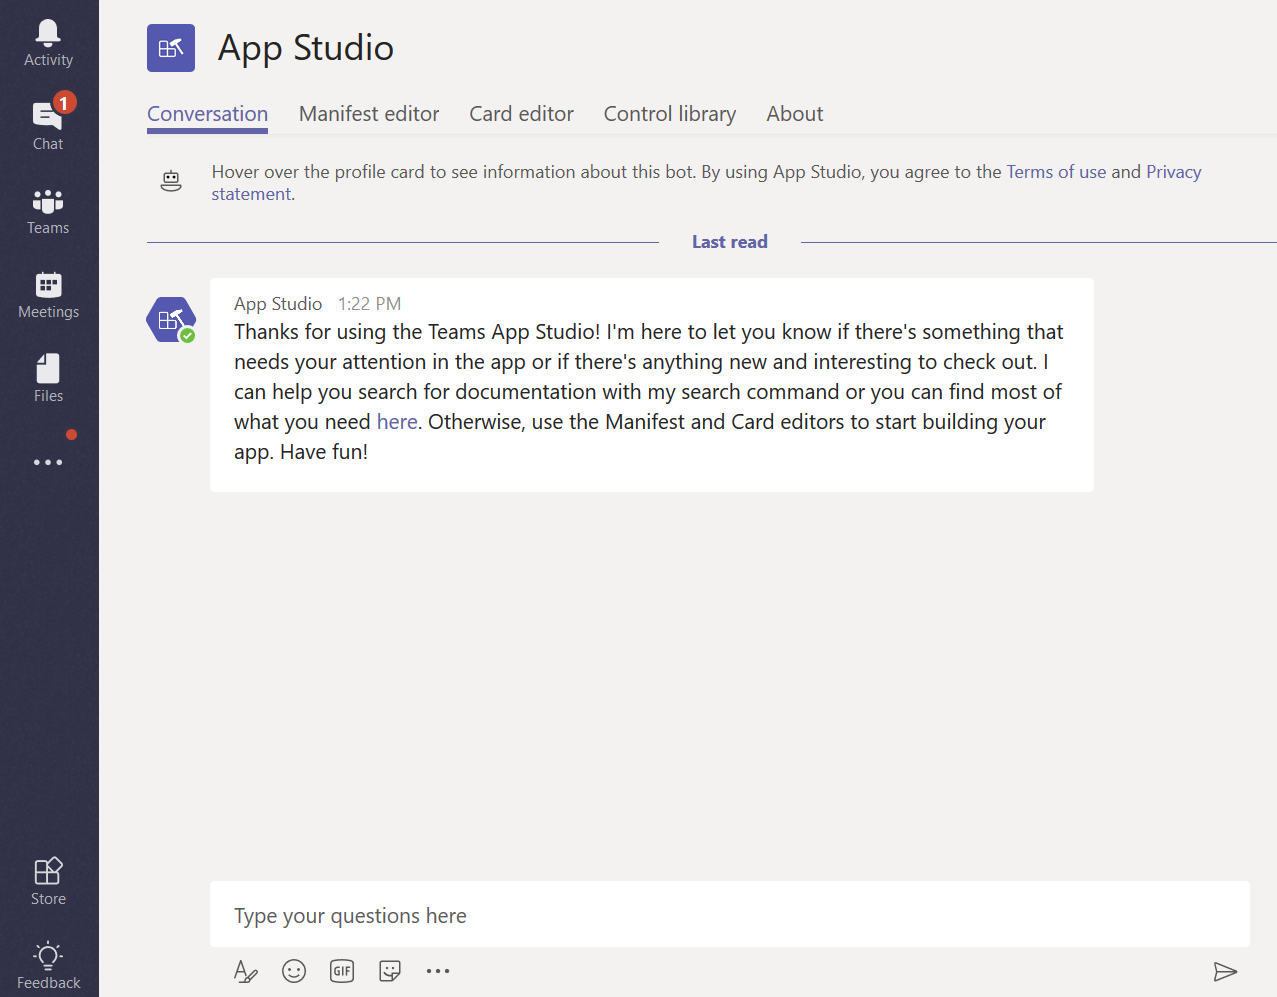 Activity
1
Chat
Teams
Meetings
Files
Store
Feedback
App Studio
Conversation Manifest editor Card editor Control library About
Hover over the profile card to see information about this bot. By using App Studio, you agree to the Terms of use and Privacy
statement.
Last read
App Studio 1:22 PM
Thanks for using the Teams App Studio! I'm here to let you know if there's something that
needs your attention in the app or if there's anything new and interesting to check out. I
can help you search for documentation with my search command or you can find most of
what you need here. Otherwise, use the Manifest and Card editors to start building your
app. Have fun!
Type your questions here
GIF